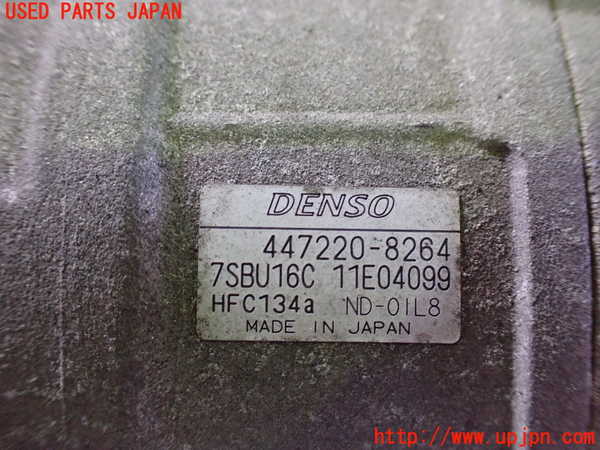 USED PARTS JAPAN
DENSO
447220-8264
7SBU16C 11E04099
HFC134a ND-OIL8
MADE IN JAPAN
http://www.upjpn.com/